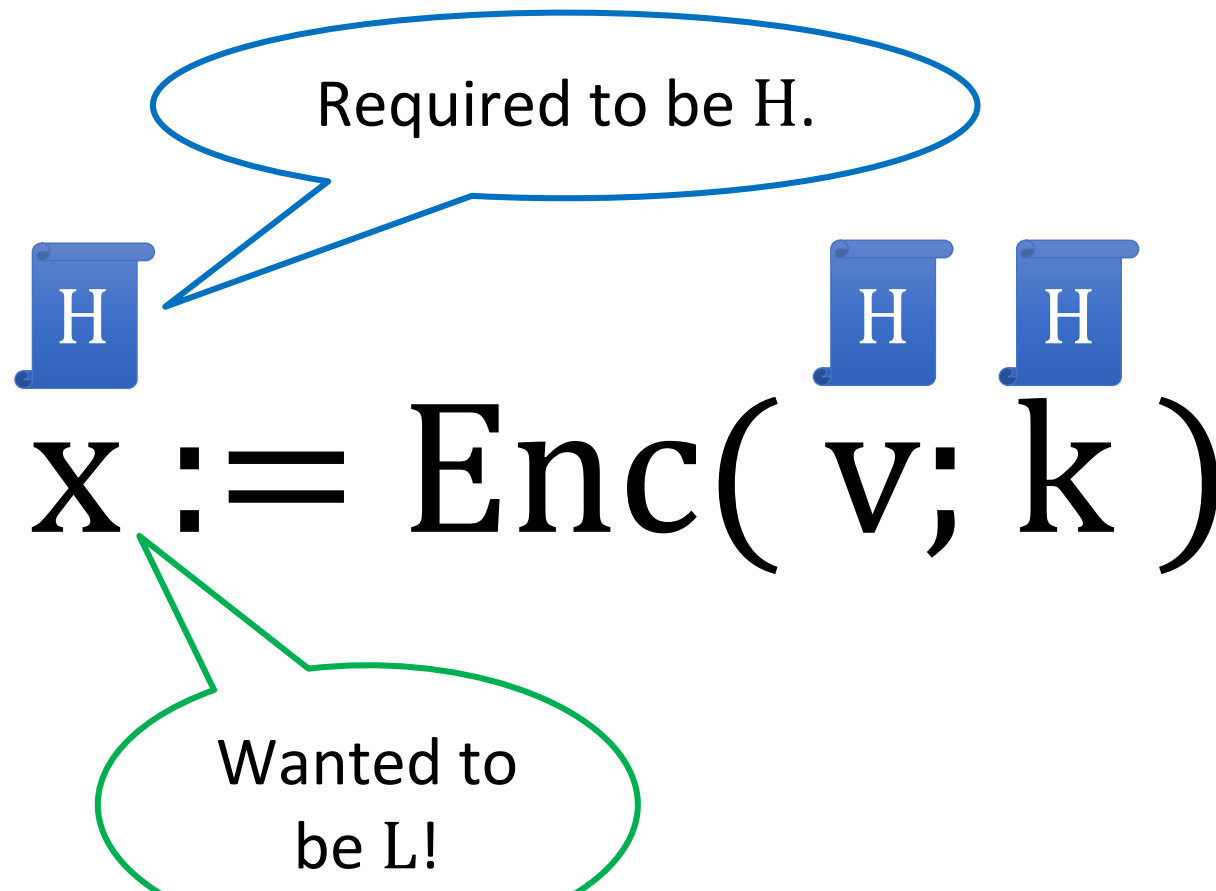 Required to be H.
H H H
x := Enc( v; k )
Wanted to
be L!